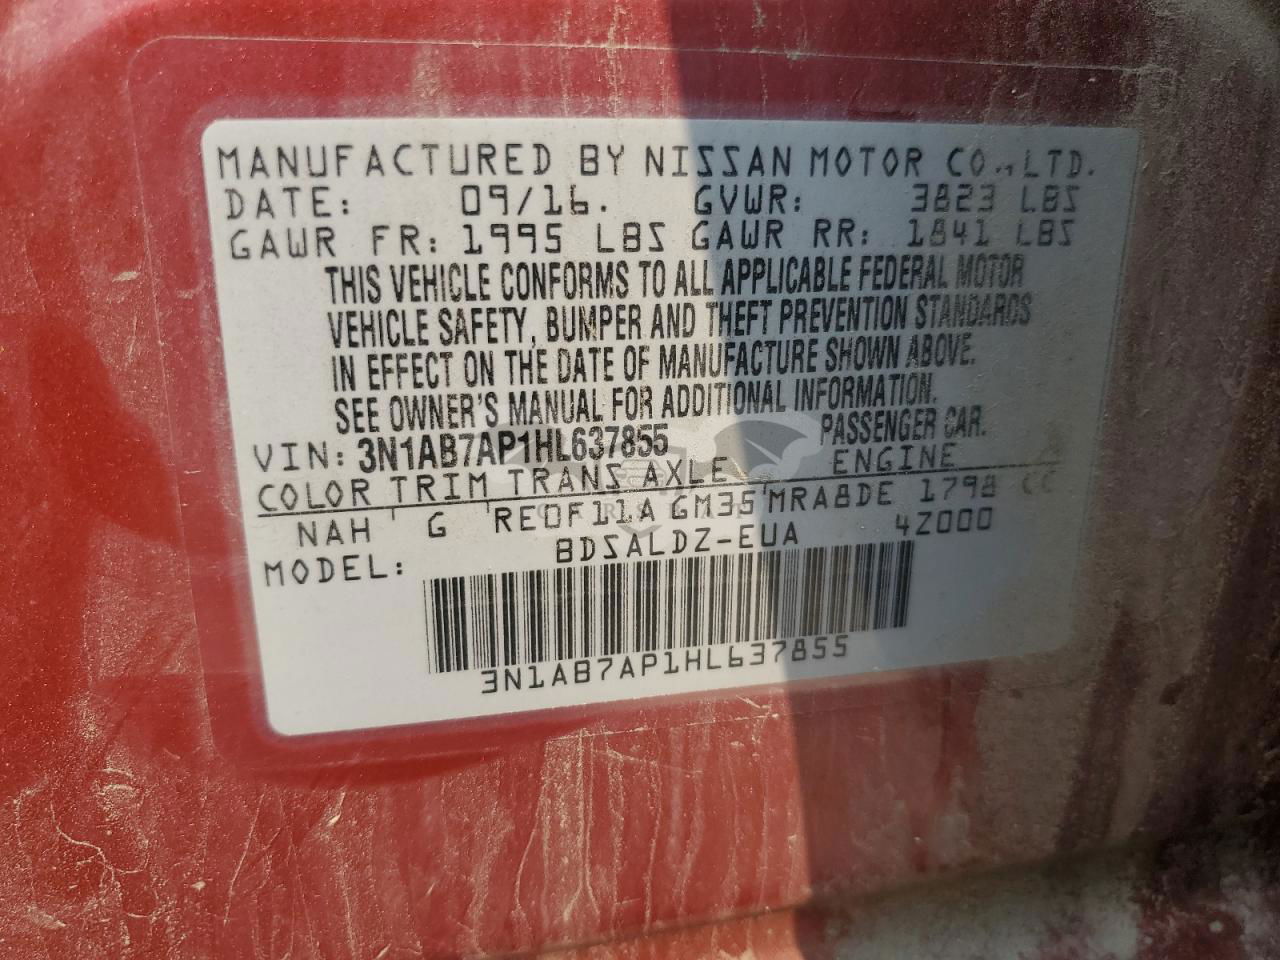 MANUFACTURED BY NISSAN MOTOR CO.,LTD.
DATE: 09/16. GVWR: 3823 LBS
GAWR FR: 1995 LBS GAWR RR: 1841 LBS
THIS VEHICLE CONFORMS TO ALL APPLICABLE FEDERAL MOTOR
VEHICLE SAFETY, BUMPER AND THEFT PREVENTION STANDARDS
IN EFFECT ON THE DATE OF MANUFACTURE SHOWN ABOVE.
SEE OWNER'S MANUAL FOR ADDITIONAL INFORMATION.
VIN: 3N1AB7AP1HL637855 PASSENGER CAR.
COLOR TRIM TRANS AXLE ENGINE
NAH G RE0F11A GM35 MRA8DE 1798 CC
MODEL: BDSALDZ-EUA 4Z000
3N1AB7AP1HL637855